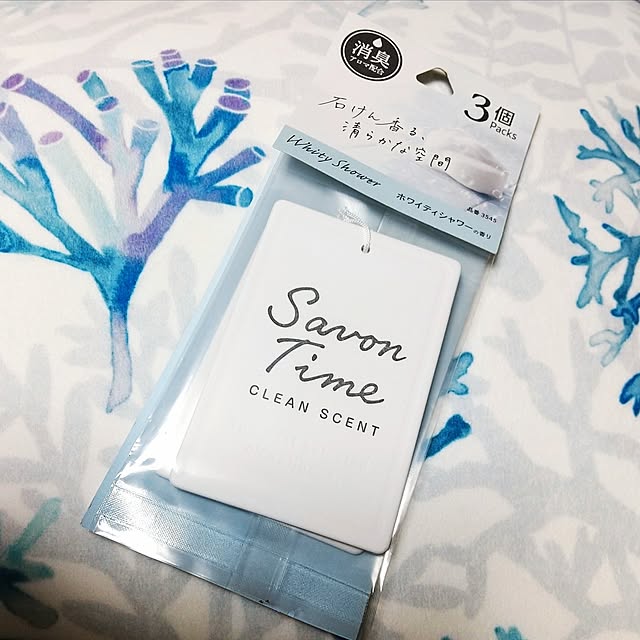 消臭
アロマ配合
3個
Packs
石けん香る、
清らかな空間
Whity Shower
ホワイティシャワーの香り
品番 3545
Savon
Time
CLEAN SCENT